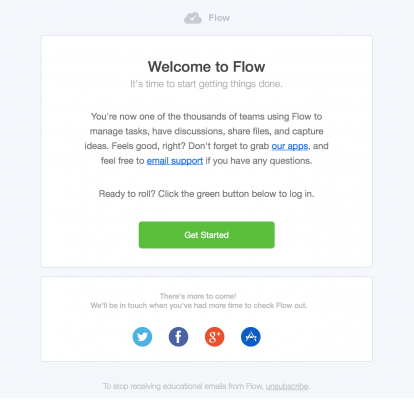 Flow
Welcome to Flow
It's time to start getting things done.
You're now one of the thousands of teams using Flow to
manage tasks, have discussions, share files, and capture
ideas. Feels good, right? Don't forget to grab our apps, and
feel free to email support if you have any questions.
Ready to roll? Click the green button below to log in.
Get Started
There's more to come!
We'll be in touch when you've had more time to check Flow out.
To stop receiving educational emails from Flow, unsubscribe.